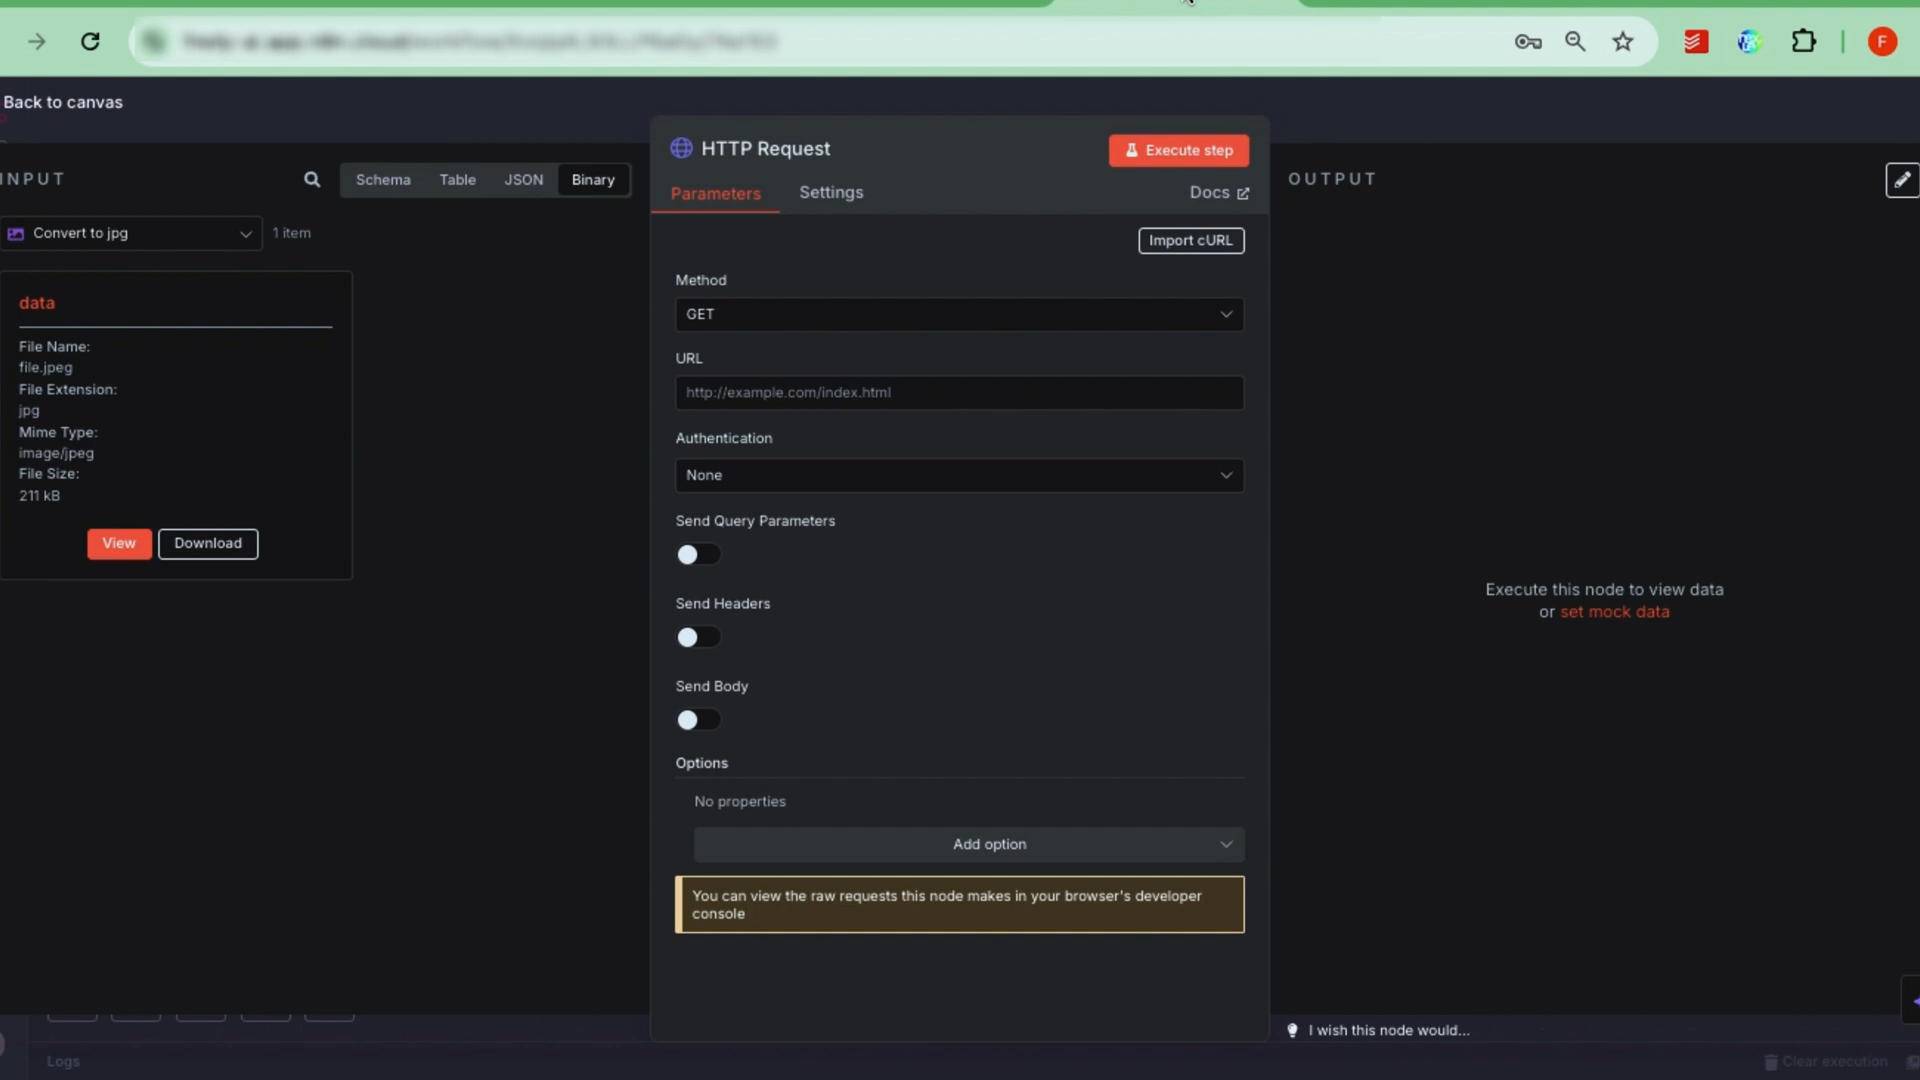 F
Back to canvas
INPUT
Schema
Table
JSON
Binary
Convert to jpg
1 item
data
File Name:
file.jpeg
File Extension:
jpg
Mime Type:
image/jpeg
File Size:
211 kB
View
Download
HTTP Request
Execute step
Parameters
Settings
Docs
Import cURL
Method
GET
URL
http://example.com/index.html
Authentication
None
Send Query Parameters
Send Headers
Send Body
Options
No properties
Add option
You can view the raw requests this node makes in your browser's developer
console
OUTPUT
Execute this node to view data
or set mock data
I wish this node would...
Logs
Clear execution